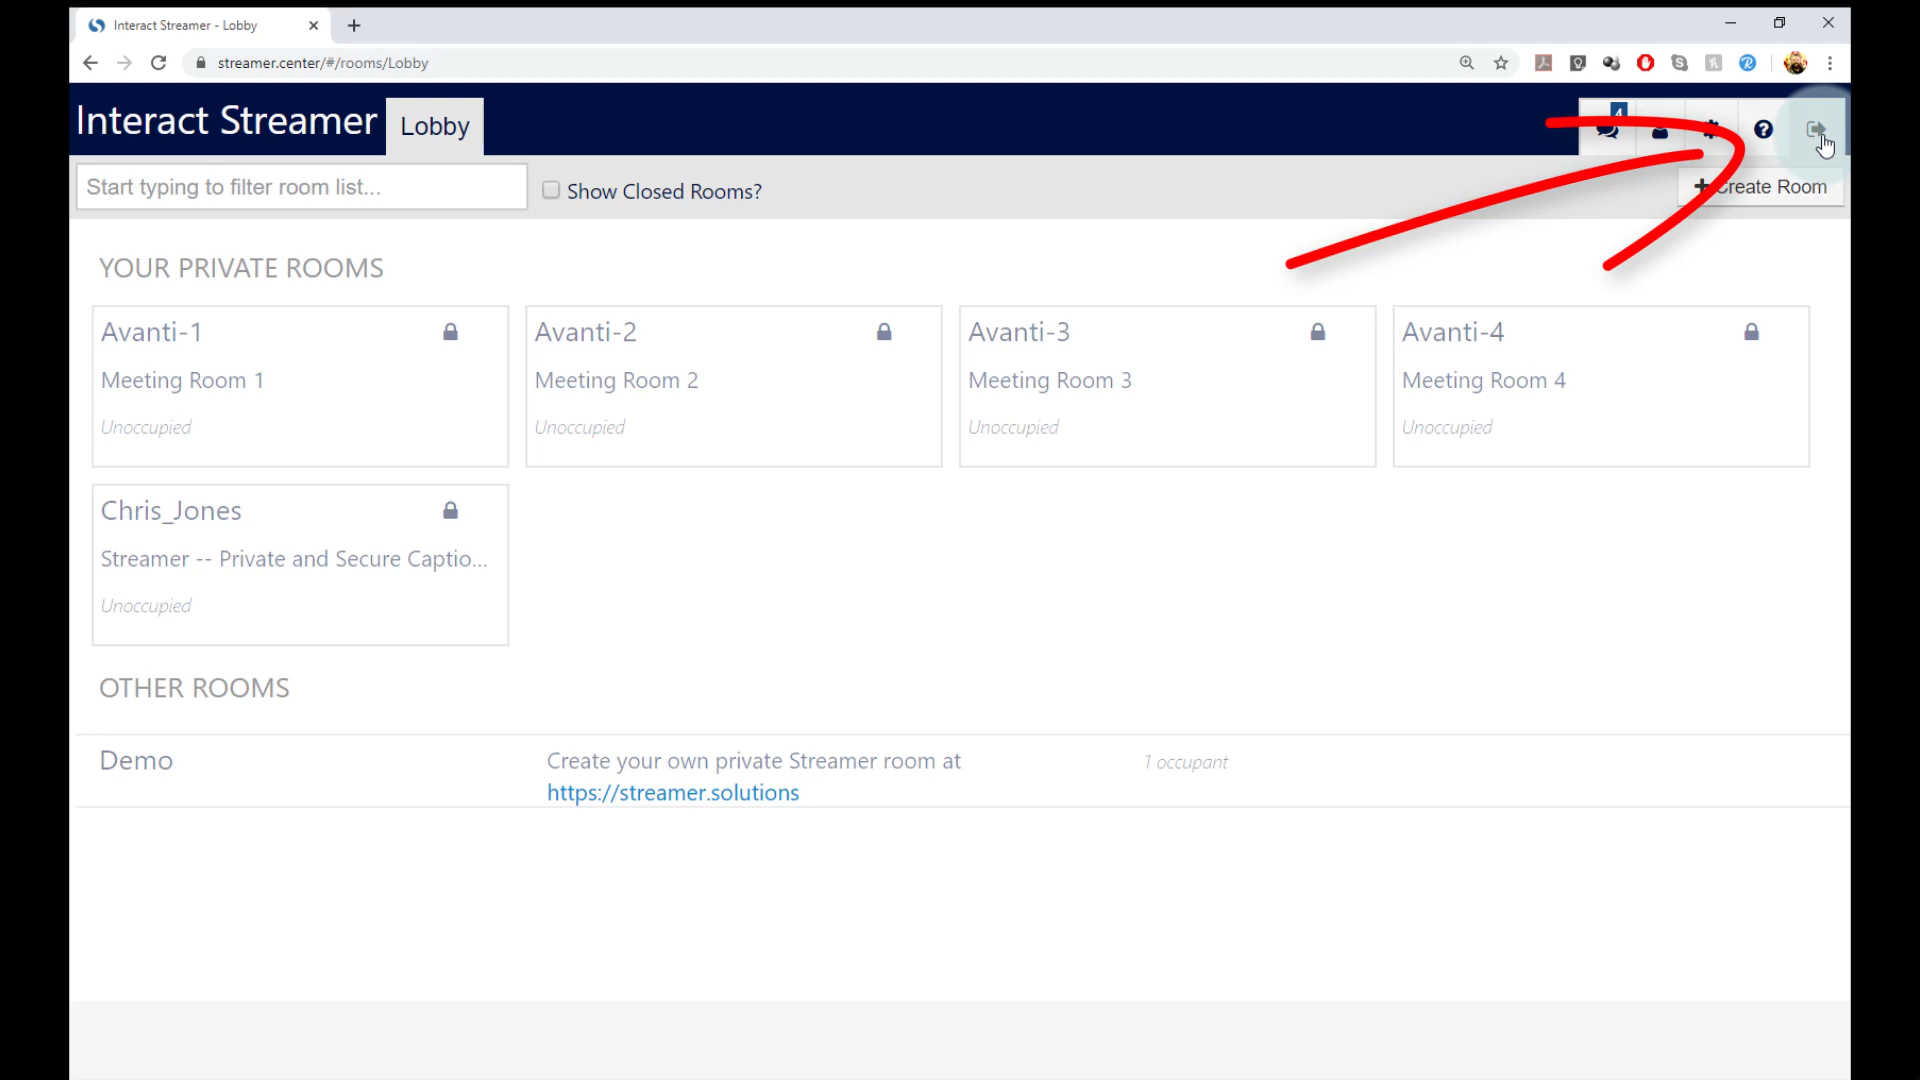 Interact Streamer - Lobby
streamer.center/#/rooms/Lobby
Interact Streamer
Lobby
4
Start typing to filter room list...
Show Closed Rooms?
Create Room
YOUR PRIVATE ROOMS
Avanti-1
Meeting Room 1
Unoccupied
Avanti-2
Meeting Room 2
Unoccupied
Avanti-3
Meeting Room 3
Unoccupied
Avanti-4
Meeting Room 4
Unoccupied
Chris_Jones
Streamer -- Private and Secure Captio...
Unoccupied
OTHER ROOMS
Demo
Create your own private Streamer room at
https://streamer.solutions
1 occupant